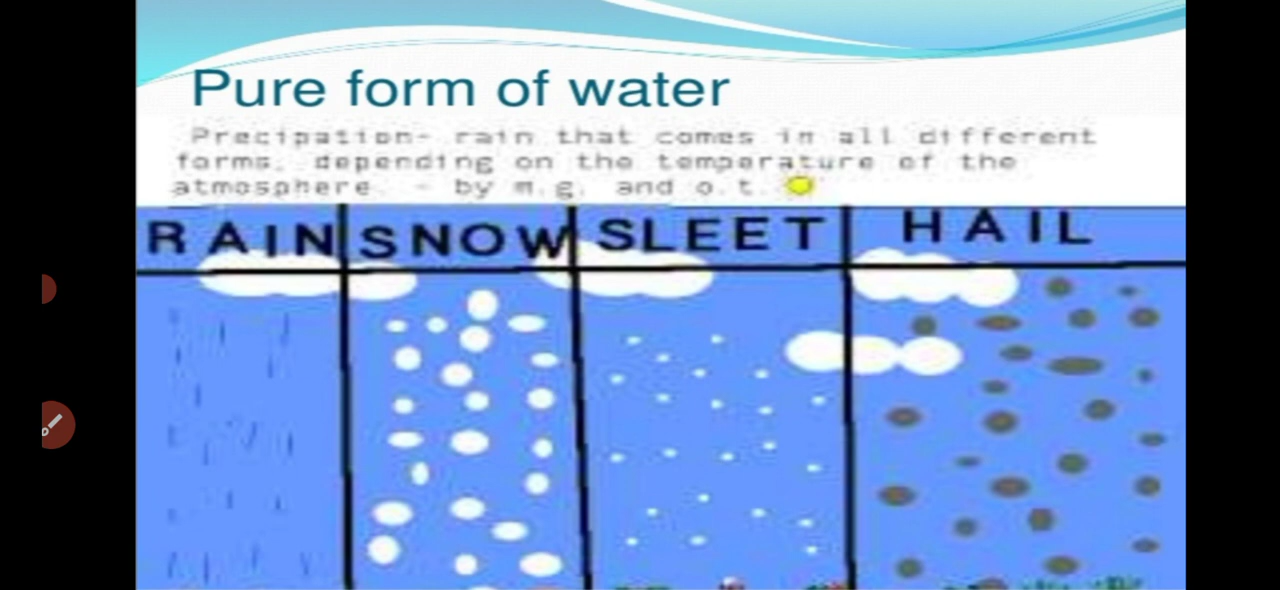 Pure form of water
Precipation- rain that comes in all different
forms, depending on the temperature of the
atmosphere. - by m.g. and o.t.
RAIN SNOW SLEET HAIL